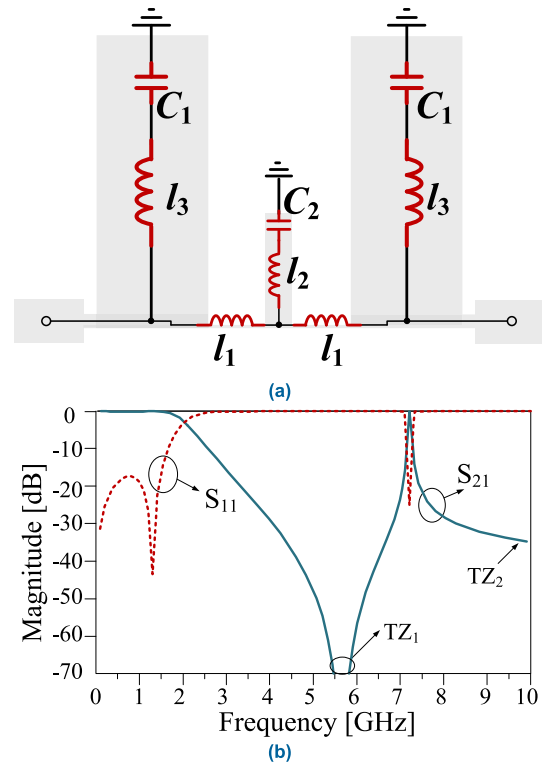 C1
C1
l3
C2
l3
l2
l1
l1
(a)
0
-10
-20
-30
-40
-50
-60
-70
Magnitude [dB]
S11
S21
TZ2
TZ1
0 1 2 3 4 5 6 7 8 9 10
Frequency [GHz]
(b)